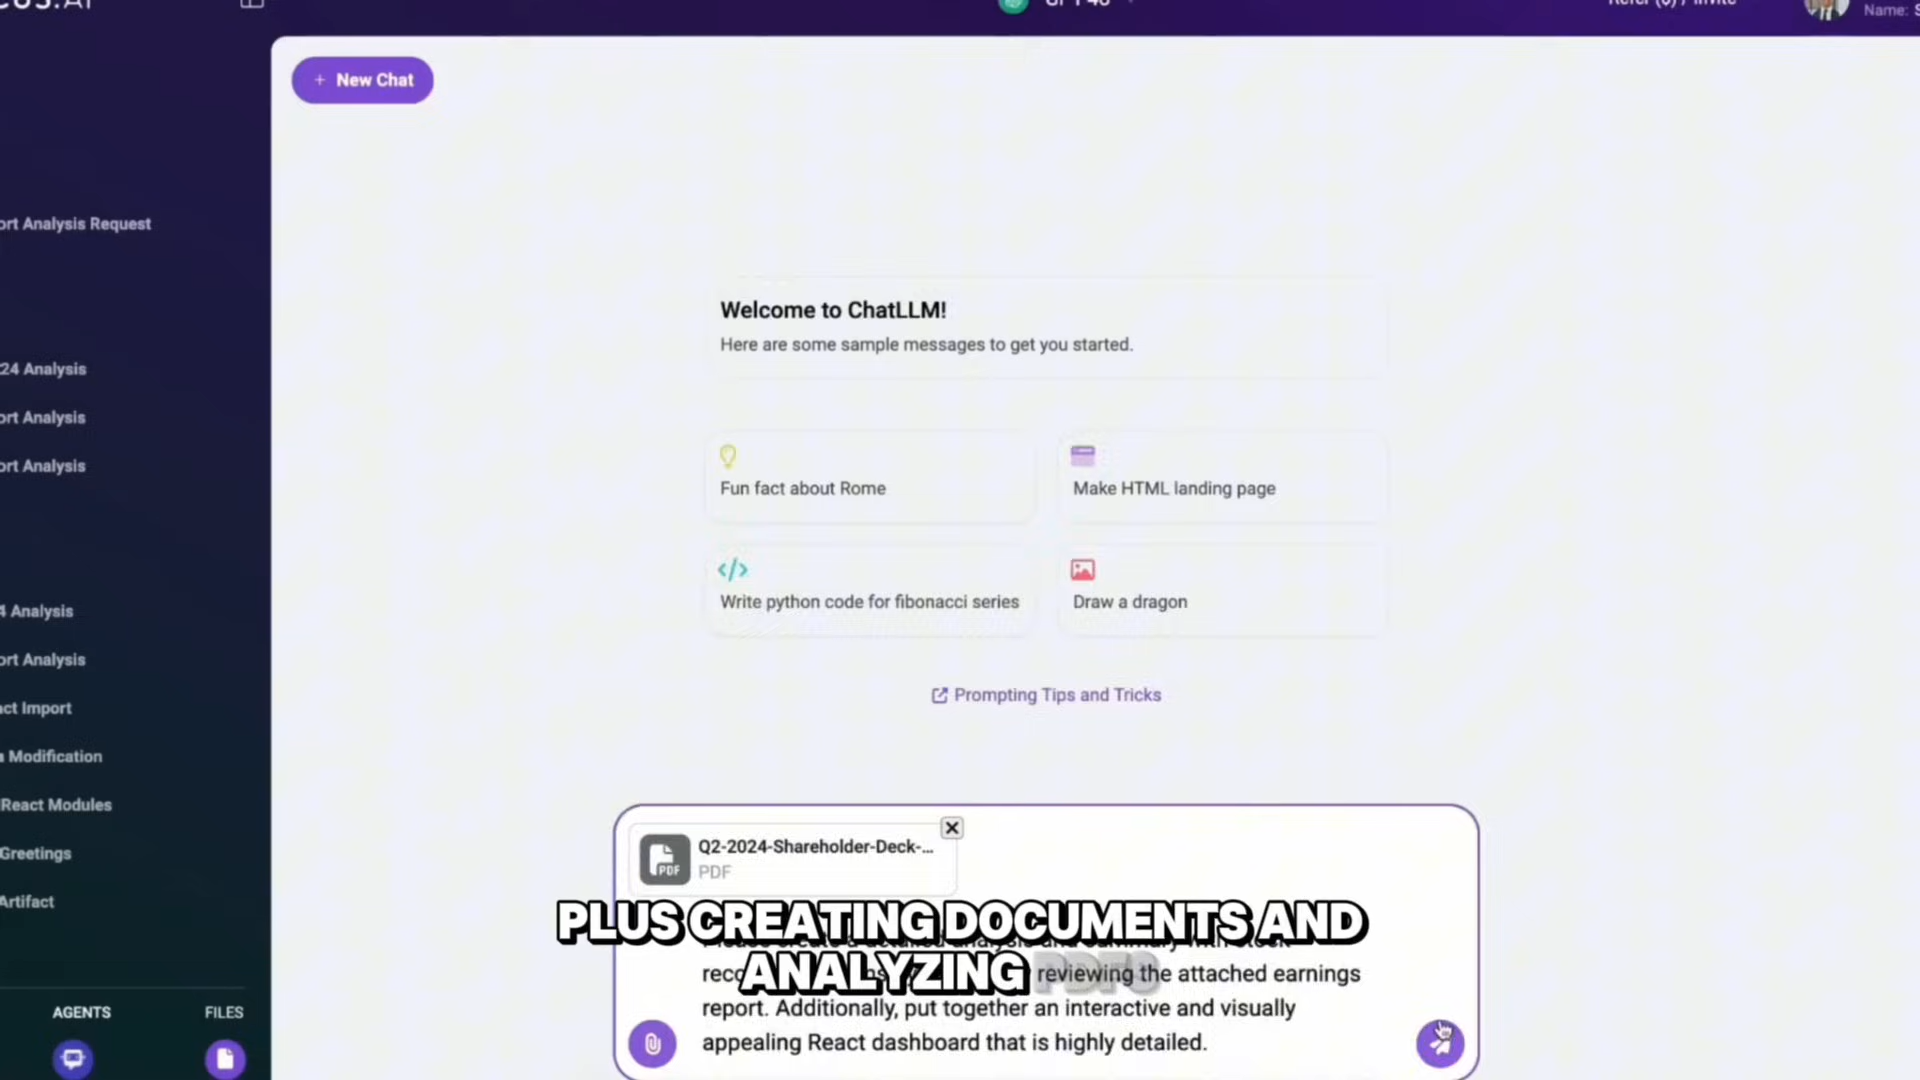 New Chat
Name:
ort Analysis Request
24 Analysis
ort Analysis
ort Analysis
4 Analysis
ort Analysis
act Import
Modification
React Modules
Greetings
Artifact
AGENTS
FILES
Welcome to ChatLLM!
Here are some sample messages to get you started.
Fun fact about Rome
Make HTML landing page
Write python code for fibonacci series
Draw a dragon
Prompting Tips and Tricks
Q2-2024-Shareholder-Deck-...
PDF
PDF
PLUS CREATING DOCUMENTS AND
ANALYZING PDFS
reviewing the attached earnings
report. Additionally, put together an interactive and visually
appealing React dashboard that is highly detailed.